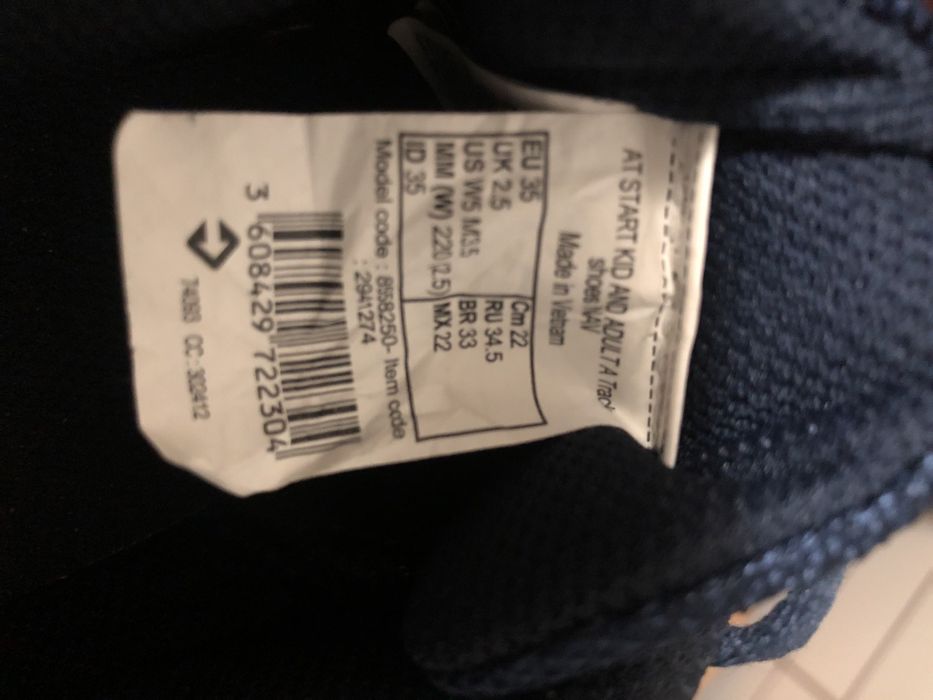 AT START KID AND ADULT A Track
shoes NAV
Made in Vietnam
EU 35
UK 2.5 Cm 22
US W5 M3.5 RU 34.5
MM (W) 220 (2.5) BR 33
ID 35 MX 22
Model code : 8558250- Item code
: 2941274
3 608429 722304
CC : 302412